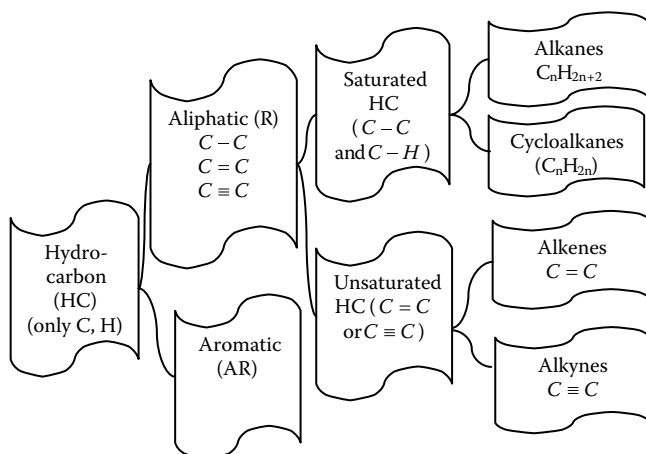 Hydro-
carbon
(HC)
(only C, H)
Aliphatic (R)
C – C
C = C
C ≡ C
Aromatic
(AR)
Saturated
HC
(C – C
and C – H)
Unsaturated
HC (C = C
or C ≡ C)
Alkanes
CₙH₂ₙ₊₂
Cycloalkanes
(CₙH₂ₙ)
Alkenes
C = C
Alkynes
C ≡ C